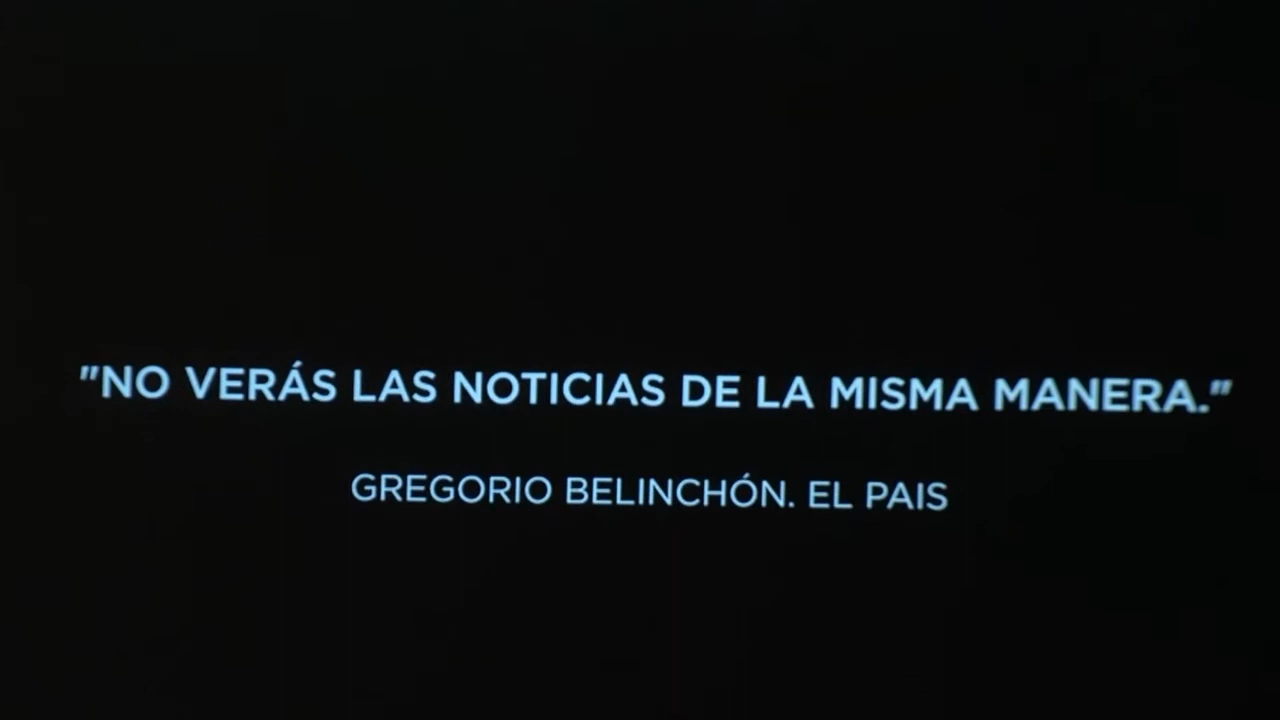 "NO VERÁS LAS NOTICIAS DE LA MISMA MANERA."
GREGORIO BELINCHÓN. EL PAIS